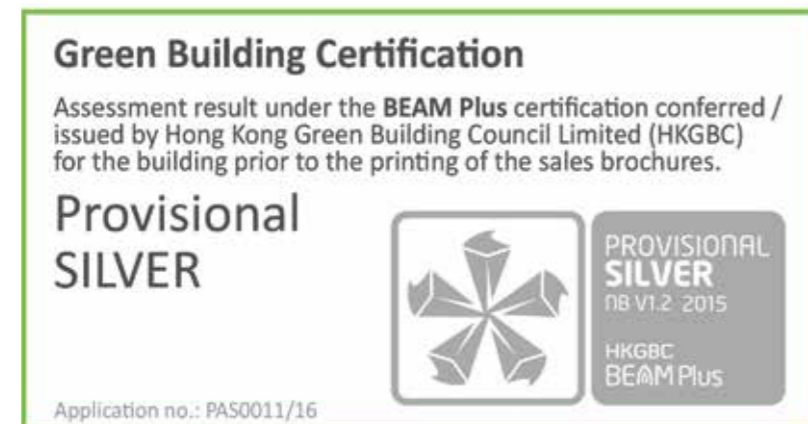 Green Building Certification
Assessment result under the BEAM Plus certification conferred /
issued by Hong Kong Green Building Council Limited (HKGBC)
for the building prior to the printing of the sales brochures.
Provisional
SILVER
PROVISIONAL
SILVER
NB V1.2 2015
HKGBC
BEAM Plus
Application no.: PAS0011/16